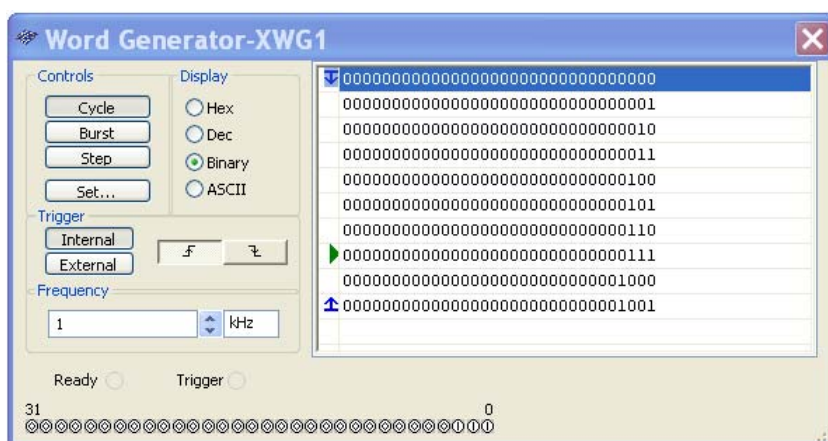 Word Generator-XWG1
Controls
Cycle
Burst
Step
Set...
Display
Hex
Dec
Binary
ASCII
Trigger
Internal
External
Frequency
1
kHz
Ready
Trigger
00000000000000000000000000000000
00000000000000000000000000000001
00000000000000000000000000000010
00000000000000000000000000000011
00000000000000000000000000000100
00000000000000000000000000000101
00000000000000000000000000000110
00000000000000000000000000000111
00000000000000000000000000001000
00000000000000000000000000001001
31 0